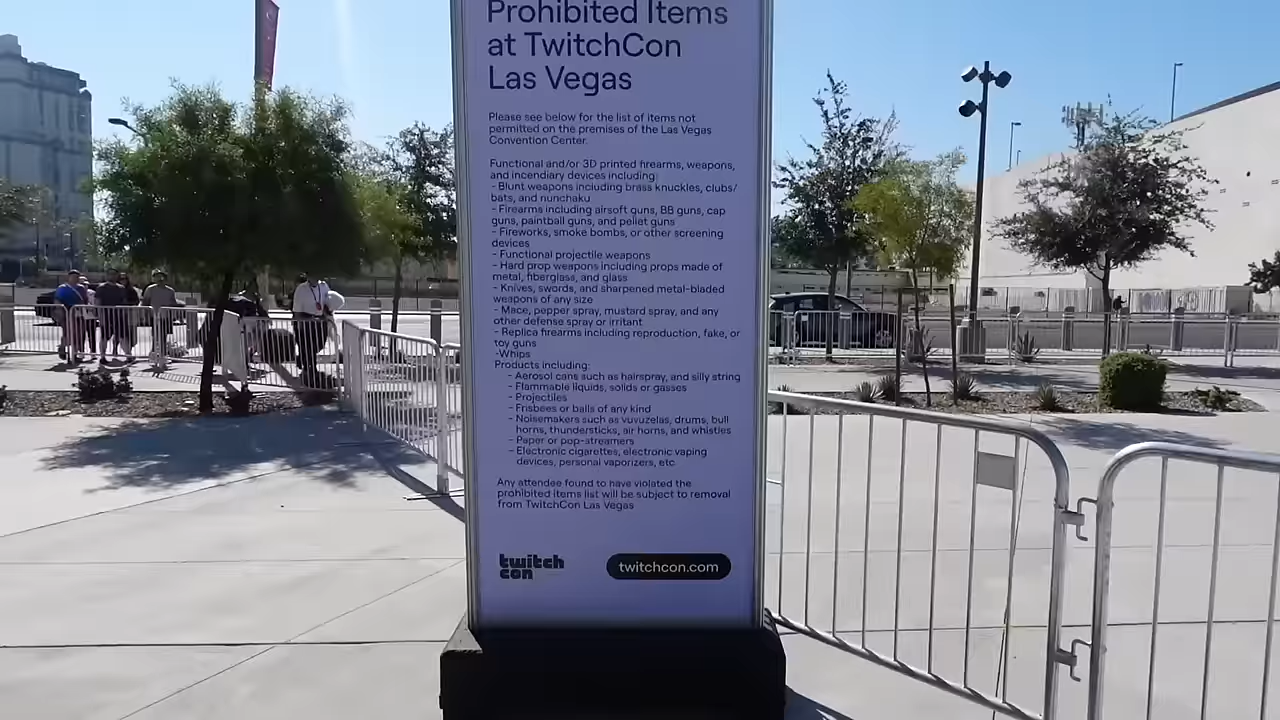 Prohibited Items
at TwitchCon
Las Vegas
Please see below for the list of items not
permitted on the premises of the Las Vegas
Convention Center.
Functional and/or 3D printed firearms, weapons,
and incendiary devices including:
- Blunt weapons including brass knuckles, clubs/
bats, and nunchaku
- Firearms including airsoft guns, BB guns, cap
guns, paintball guns, and pellet guns
- Fireworks, smoke bombs, or other screening
devices
- Functional projectile weapons
- Hard prop weapons including props made of
metal, fiberglass, and glass
- Knives, swords, and sharpened metal-bladed
weapons of any size
- Mace, pepper spray, mustard spray, and any
other defense spray or irritant
- Replica firearms including reproduction, fake, or
toy guns
-Whips
Products including:
- Aerosol cans such as hairspray, and silly string
- Flammable liquids, solids or gasses
- Projectiles
- Frisbees or balls of any kind
- Noisemakers such as vuvuzelas, drums, bull
horns, thundersticks, air horns, and whistles
- Paper or pop-streamers
- Electronic cigarettes, electronic vaping
devices, personal vaporizers, etc
Any attendee found to have violated the
prohibited items list will be subject to removal
from TwitchCon Las Vegas
twitch
con
twitchcon.com